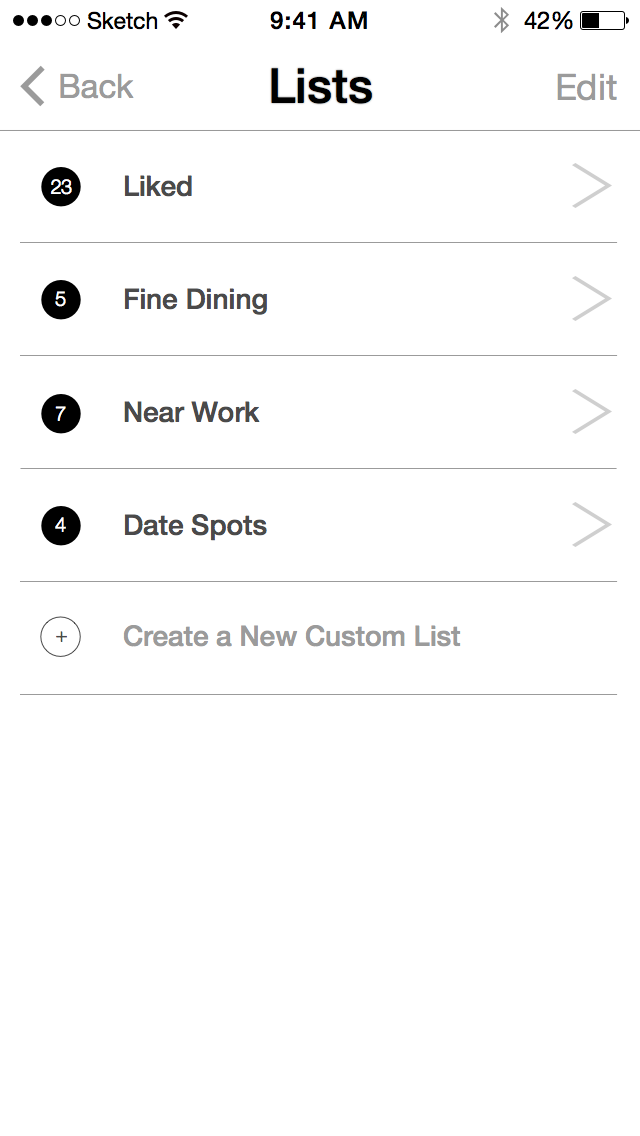 Sketch 9:41 AM 42%
Back Lists Edit
23 Liked
5 Fine Dining
7 Near Work
4 Date Spots
+ Create a New Custom List